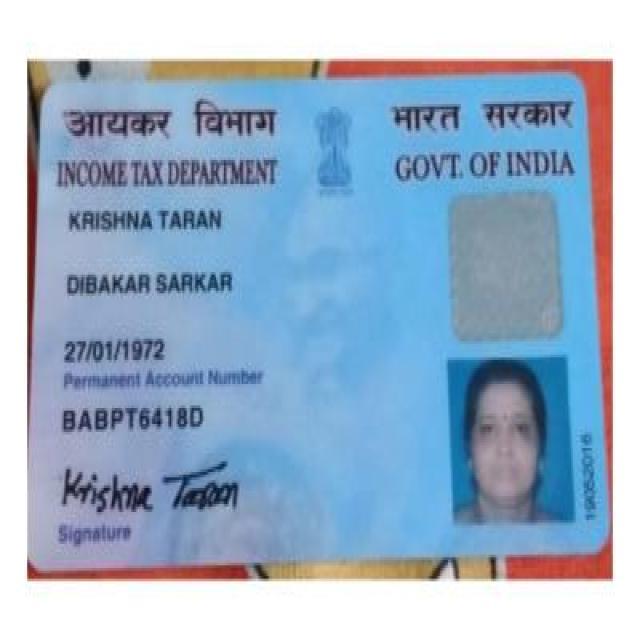 आयकर विभाग भारत सरकार
INCOME TAX DEPARTMENT GOVT. OF INDIA
KRISHNA TARAN
DIBAKAR SARKAR
27/01/1972
Permanent Account Number
BABPT6418D
Krishna Taran
Signature
19052016